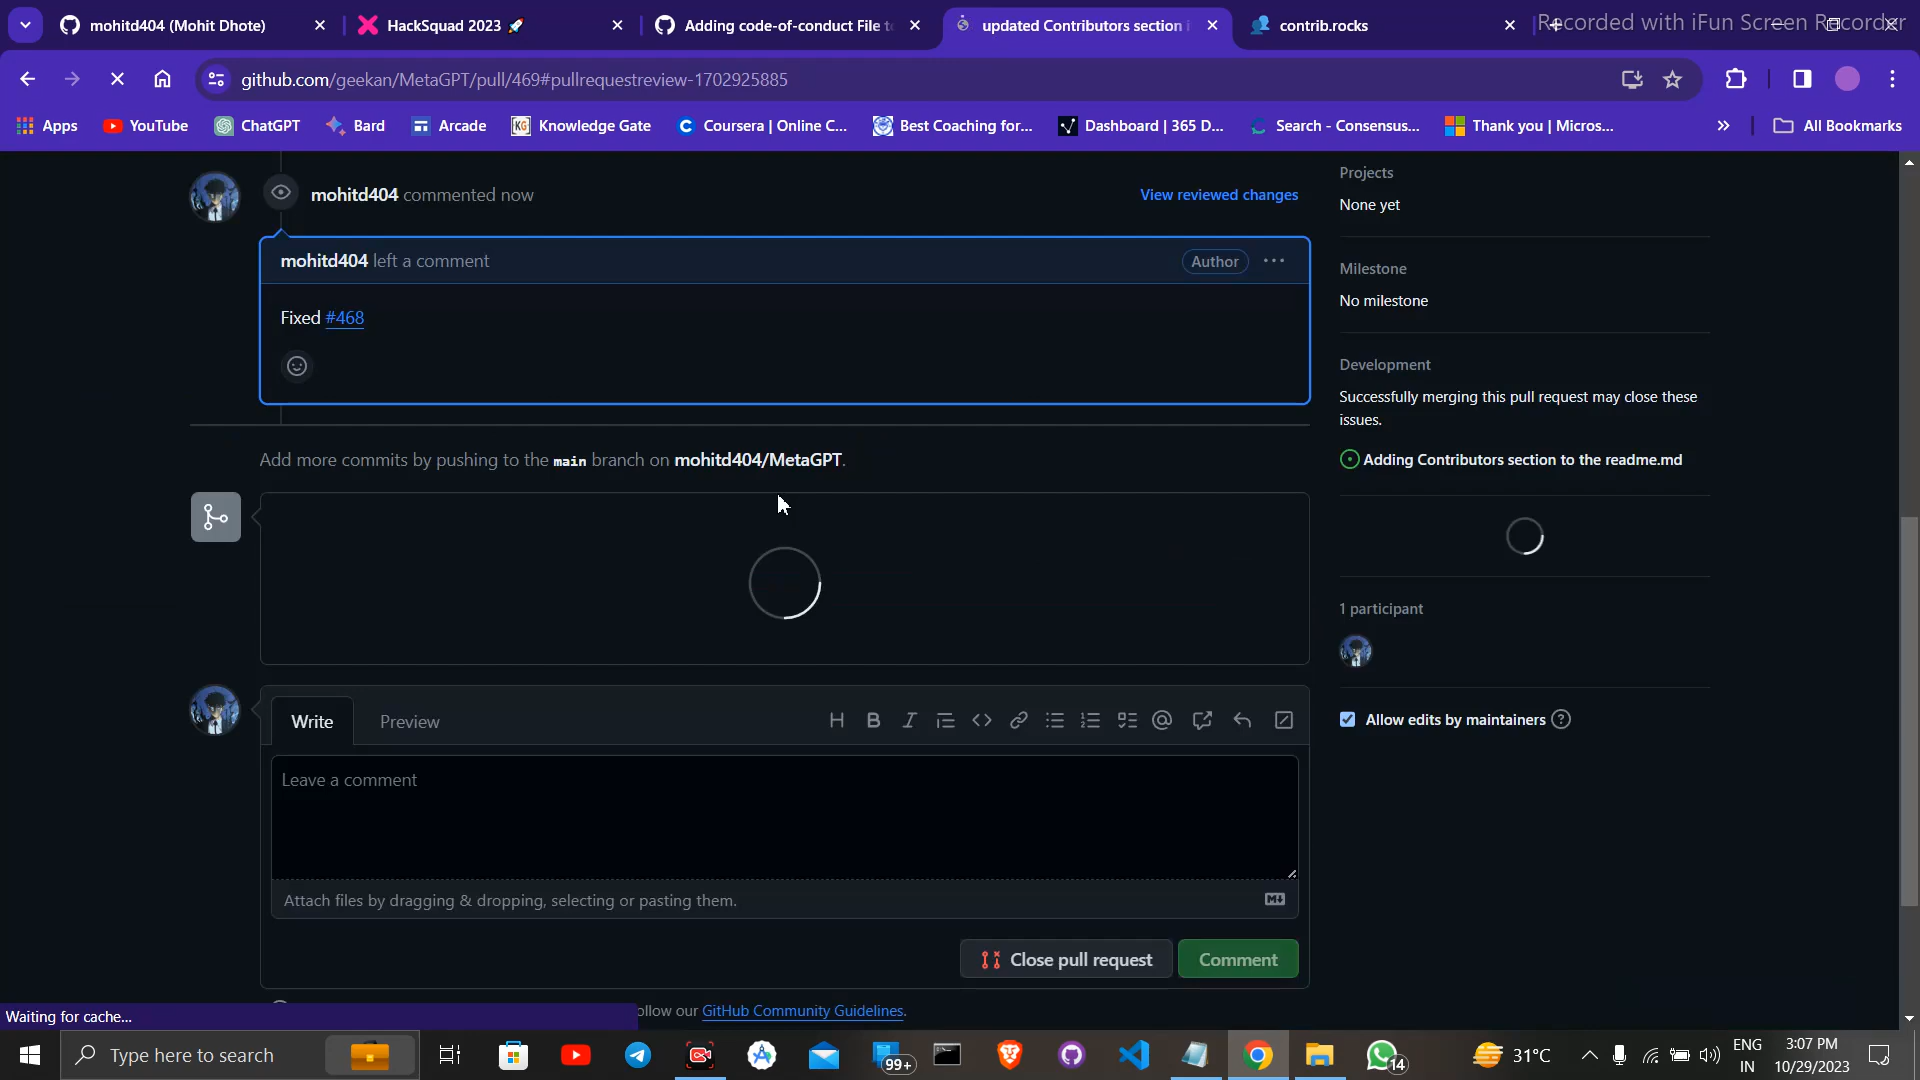 mohitd404 (Mohit Dhote)
HackSquad 2023
Adding code-of-conduct File to
updated Contributors section i
contrib.rocks
Recorded with iFun Screen Recorder
github.com/geekan/MetaGPT/pull/469#pullrequestreview-1702925885
Apps
YouTube
ChatGPT
Bard
Arcade
KG Knowledge Gate
Coursera | Online C...
Best Coaching for...
Dashboard | 365 D...
Search - Consensus...
Thank you | Micros...
All Bookmarks
mohitd404 commented now
View reviewed changes
mohitd404 left a comment
Author
Fixed #468
Add more commits by pushing to the main branch on mohitd404/MetaGPT.
Write
Preview
Leave a comment
Attach files by dragging & dropping, selecting or pasting them.
Close pull request
Comment
ollow our GitHub Community Guidelines.
Projects
None yet
Milestone
No milestone
Development
Successfully merging this pull request may close these
issues.
Adding Contributors section to the readme.md
1 participant
Allow edits by maintainers
Waiting for cache...
Type here to search
99+
14
31°C
ENG
IN
3:07 PM
10/29/2023